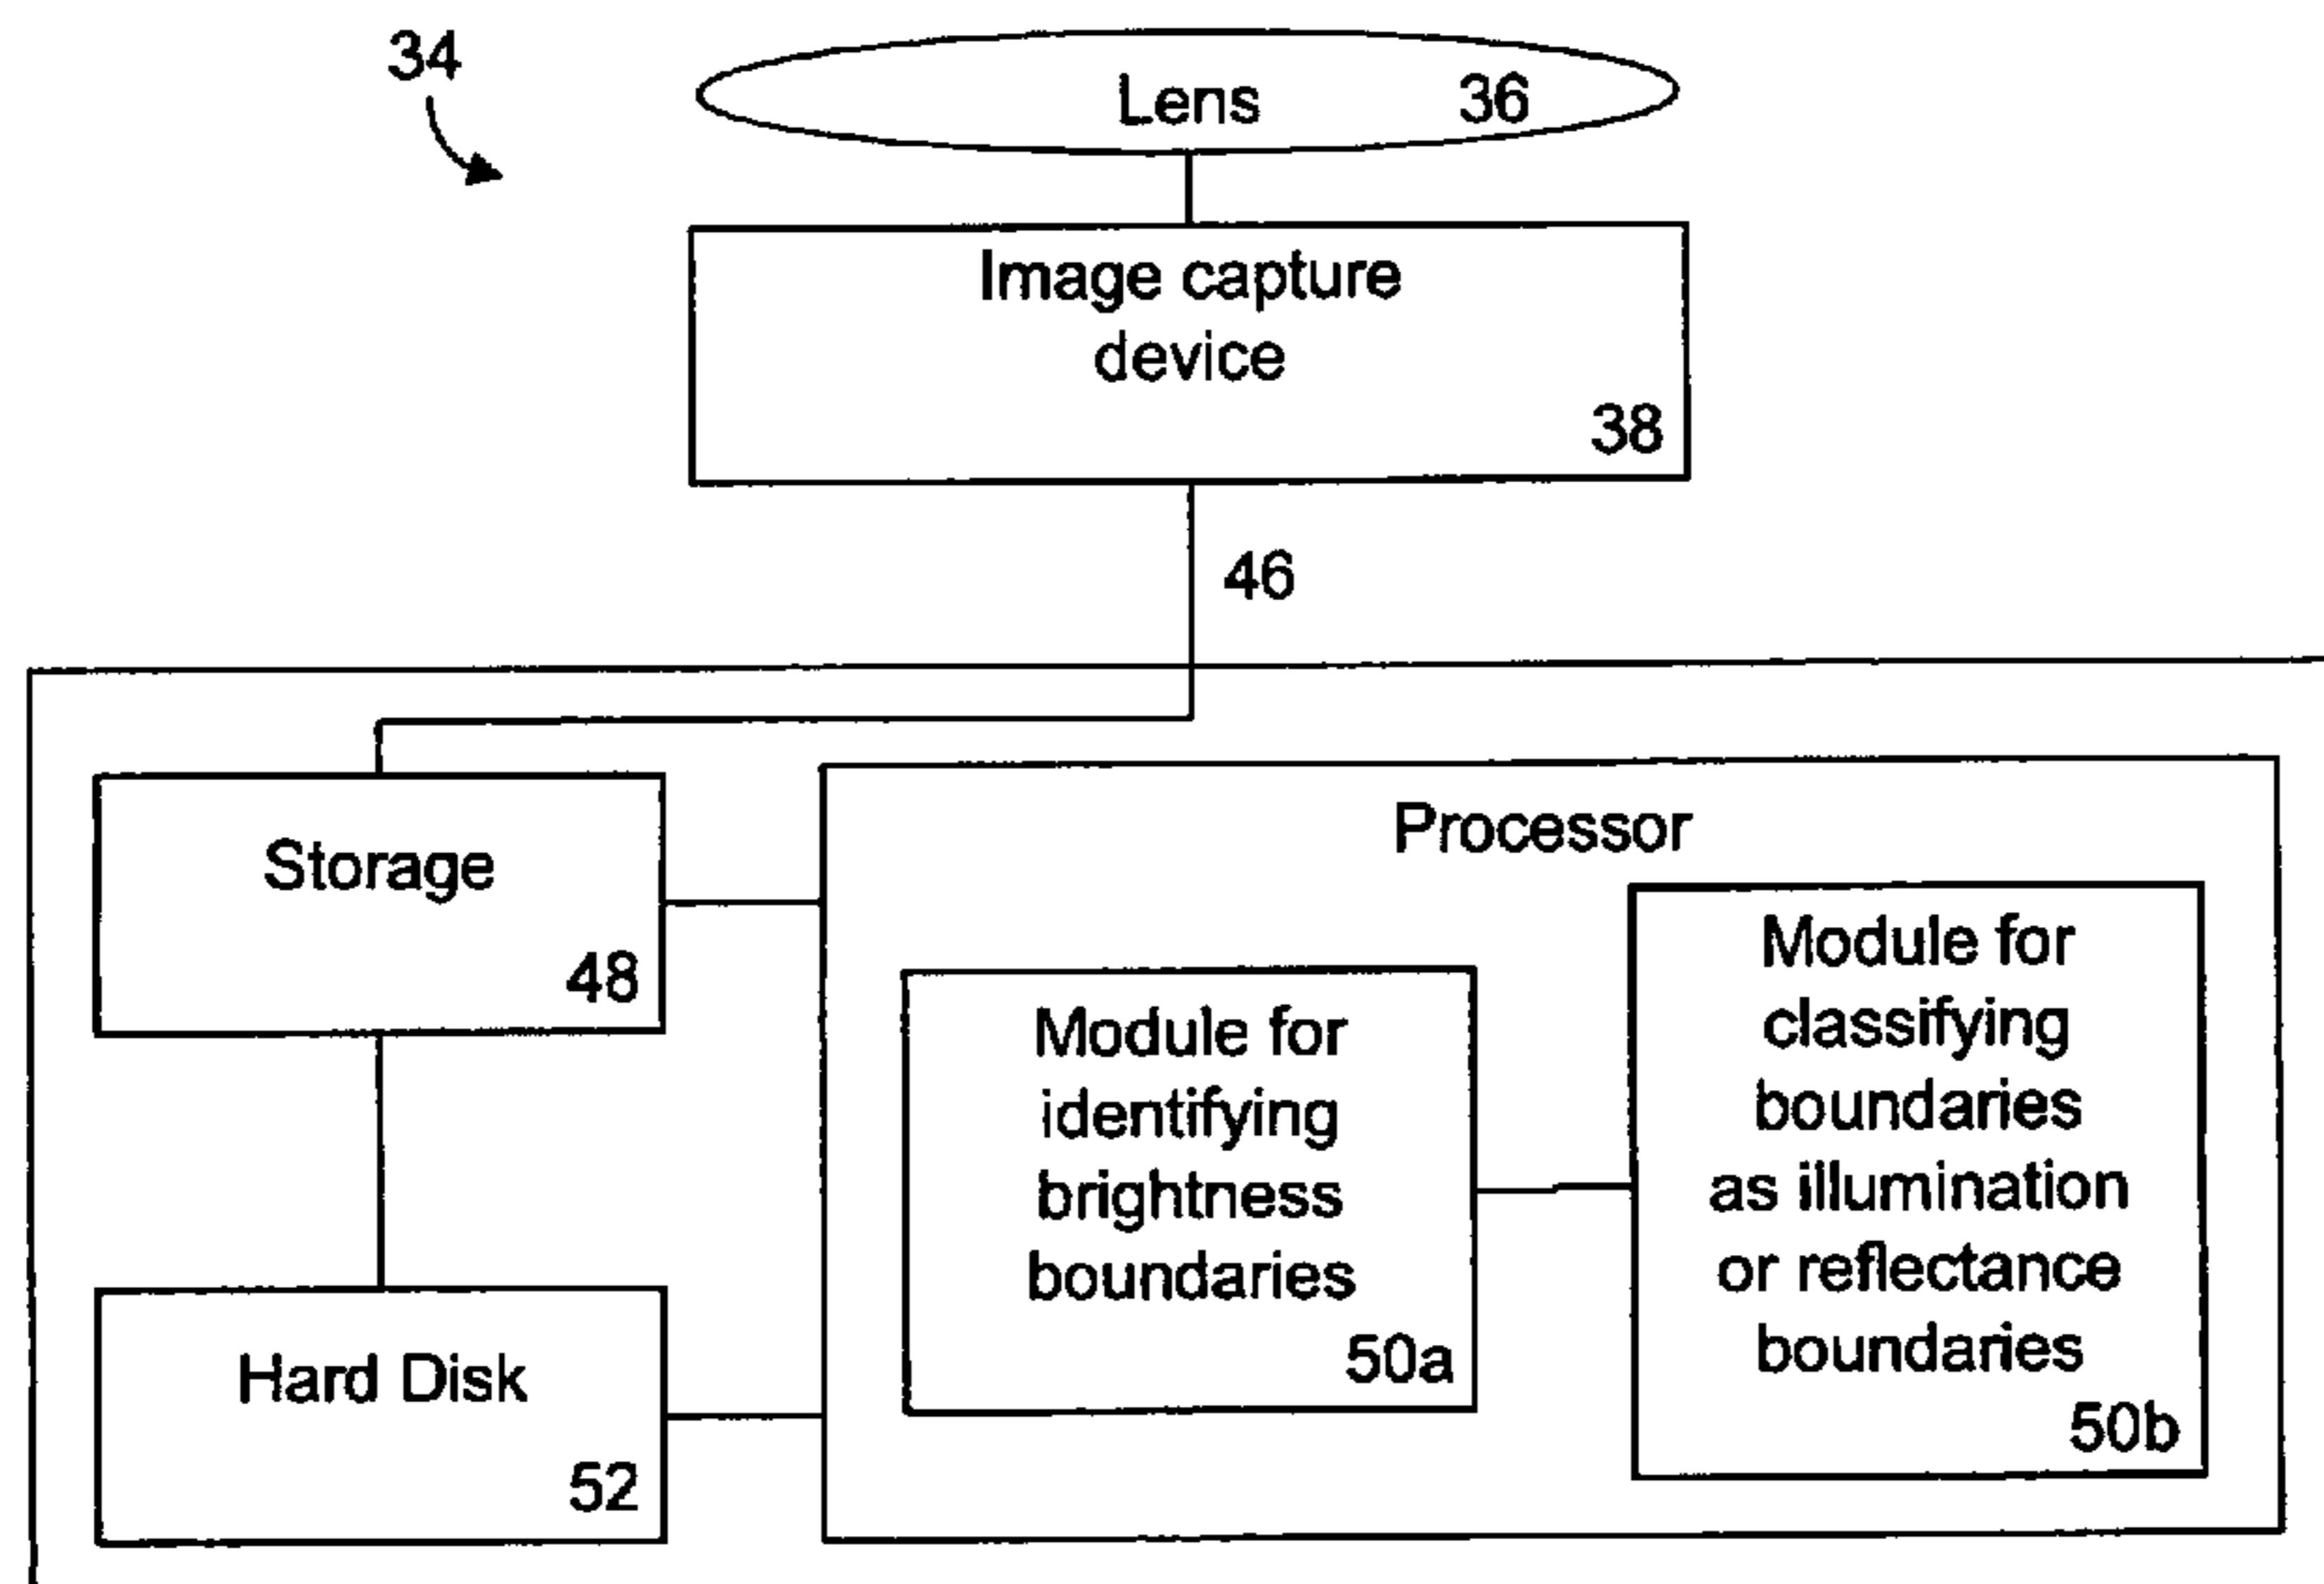 34
Lens 36
Image capture
device
38
46
Storage
48
Processor
Module for
identifying
brightness
boundaries
50a
Module for
classifying
boundaries
as illumination
or reflectance
boundaries
50b
Hard Disk
52